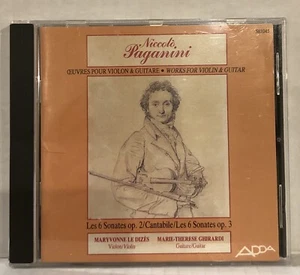 Niccolò
Paganini
ŒUVRES POUR VIOLON & GUITARE • WORKS FOR VIOLIN & GUITAR
Les 6 Sonates op. 2/Cantabile/Les 6 Sonates op. 3
MARYVONNE LE DIZÈS MARIE-THERESE GHIRARDI
Violon/Violin Guitare/Guitar
ADDA